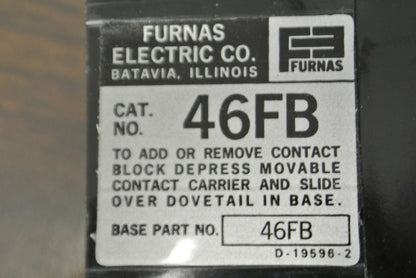 FURNAS
ELECTRIC CO.
BATAVIA, ILLINOIS
FURNAS
CAT.
NO. 46FB
TO ADD OR REMOVE CONTACT
BLOCK DEPRESS MOVABLE
CONTACT CARRIER AND SLIDE
OVER DOVETAIL IN BASE.
BASE PART NO. 46FB
D-19596-2